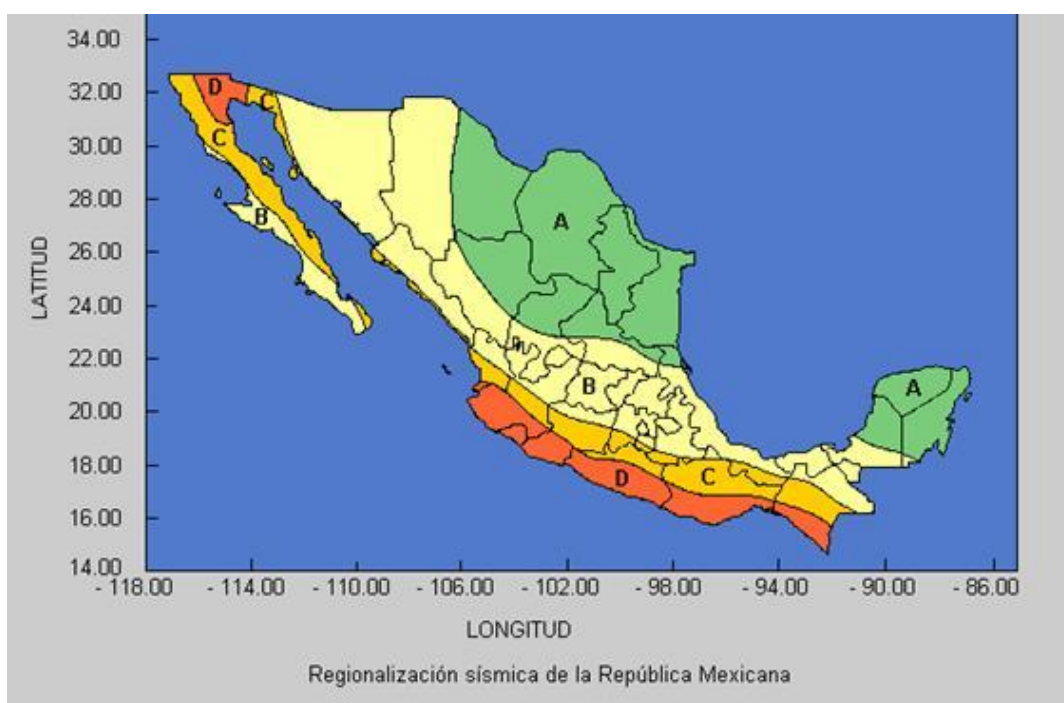 34.00
32.00
30.00
28.00
26.00
24.00
22.00
20.00
18.00
16.00
14.00
LATITUD
D
C
C
B
A
B
A
D
C
- 118.00 - 114.00 - 110.00 - 106.00 - 102.00 - 98.00 - 94.00 - 90.00 - 86.00
LONGITUD
Regionalización sísmica de la República Mexicana